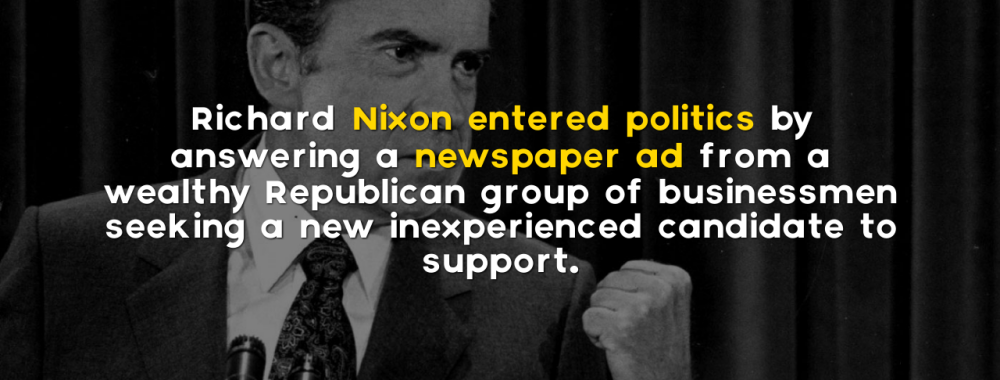 Richard Nixon entered politics by
answering a newspaper ad from a
wealthy Republican group of businessmen
seeking a new inexperienced candidate to
support.